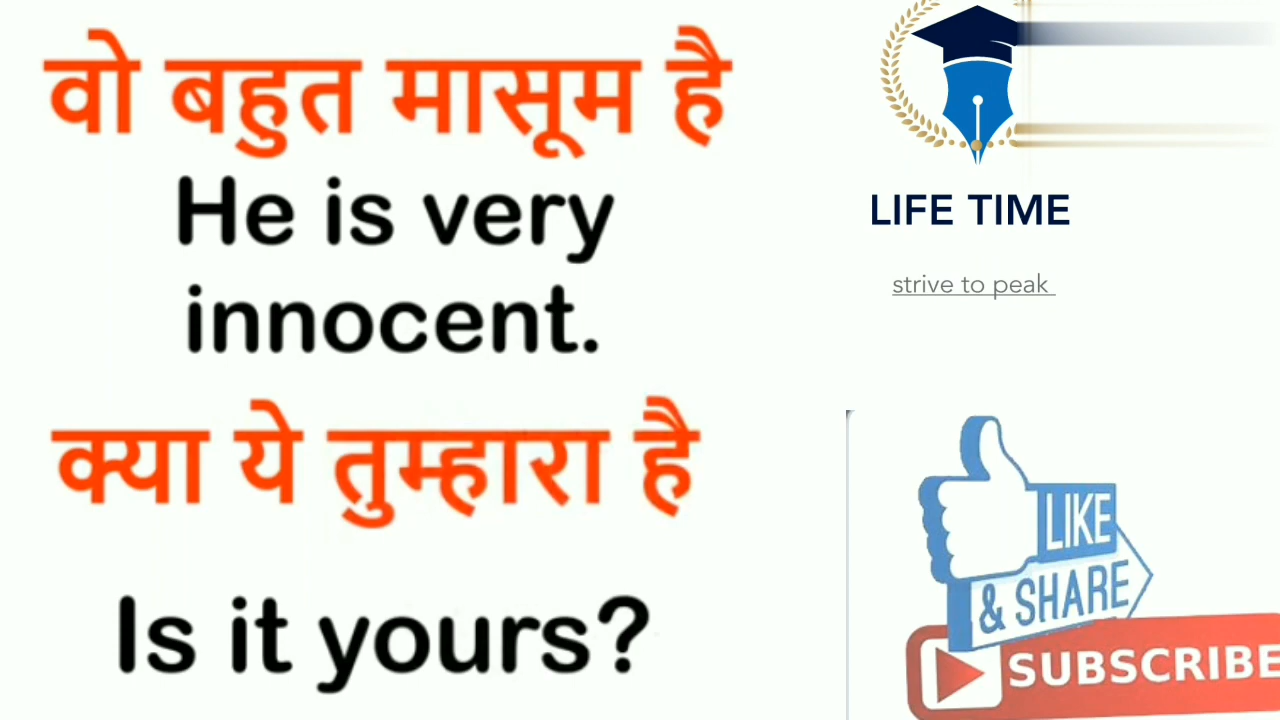 वो बहुत मासूम है
He is very
innocent.
क्या ये तुम्हारा है
Is it yours?
LIFE TIME
strive to peak
LIKE
& SHARE
SUBSCRIBE